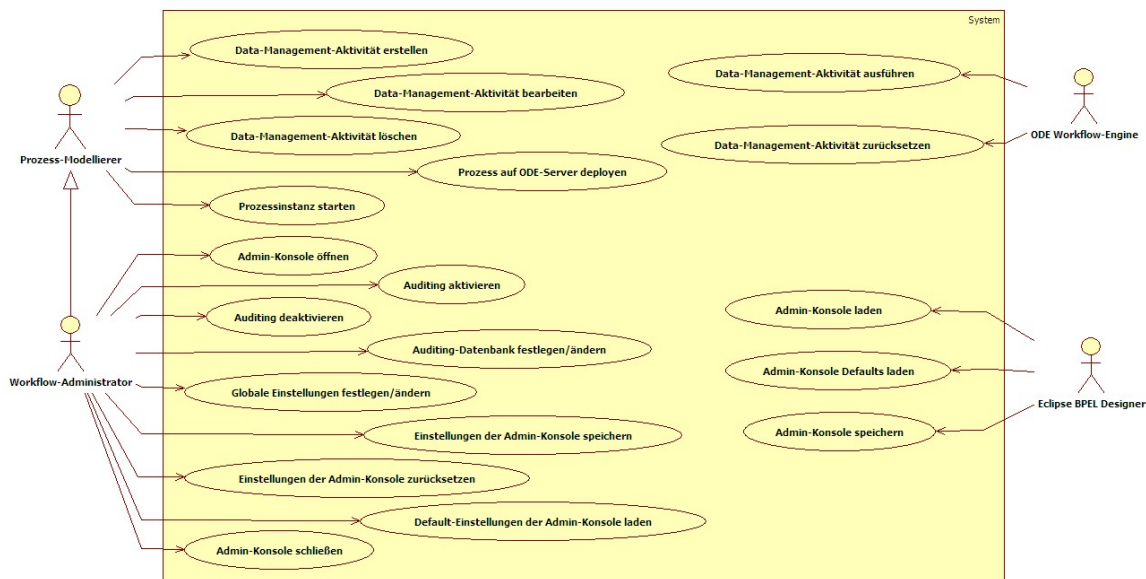 System
Data-Management-Aktivität erstellen
Data-Management-Aktivität ausführen
Data-Management-Aktivität bearbeiten
Data-Management-Aktivität löschen
ODE Workflow-Engine
Data-Management-Aktivität zurücksetzen
Prozess-Modellierer
Prozess auf ODE-Server deployen
Prozessinstanz starten
Admin-Konsole öffnen
Auditing aktivieren
Admin-Konsole laden
Auditing deaktivieren
Auditing-Datenbank festlegen/ändern
Admin-Konsole Defaults laden
Workflow-Administrator
Globale Einstellungen festlegen/ändern
Eclipse BPEL Designer
Admin-Konsole speichern
Einstellungen der Admin-Konsole speichern
Einstellungen der Admin-Konsole zurücksetzen
Default-Einstellungen der Admin-Konsole laden
Admin-Konsole schließen